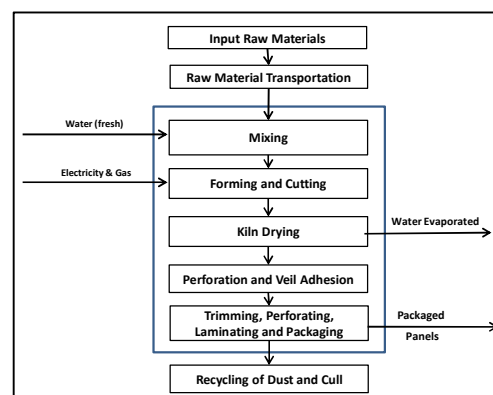 Input Raw Materials
Raw Material Transportation
Water (fresh)
Mixing
Electricity & Gas
Forming and Cutting
Kiln Drying
Water Evaporated
Perforation and Veil Adhesion
Trimming, Perforating,
Laminating and Packaging
Packaged
Panels
Recycling of Dust and Cull